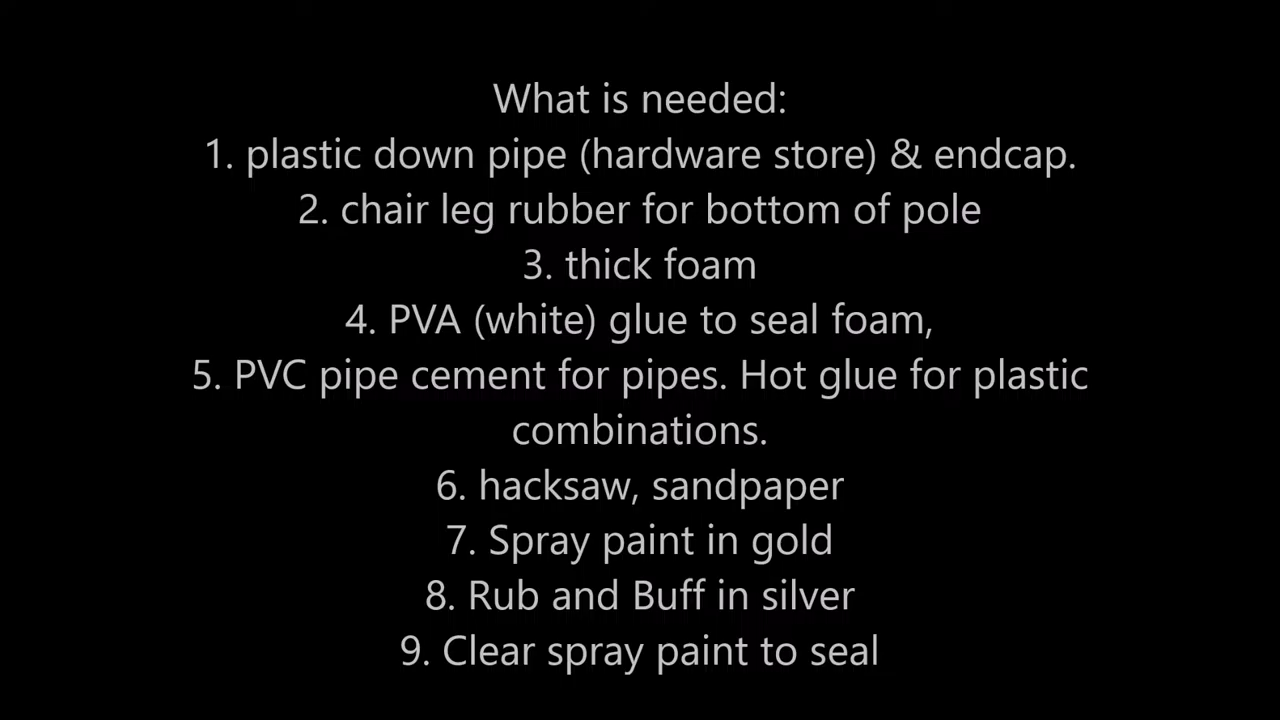 What is needed:
1. plastic down pipe (hardware store) & endcap.
2. chair leg rubber for bottom of pole
3. thick foam
4. PVA (white) glue to seal foam,
5. PVC pipe cement for pipes. Hot glue for plastic
combinations.
6. hacksaw, sandpaper
7. Spray paint in gold
8. Rub and Buff in silver
9. Clear spray paint to seal